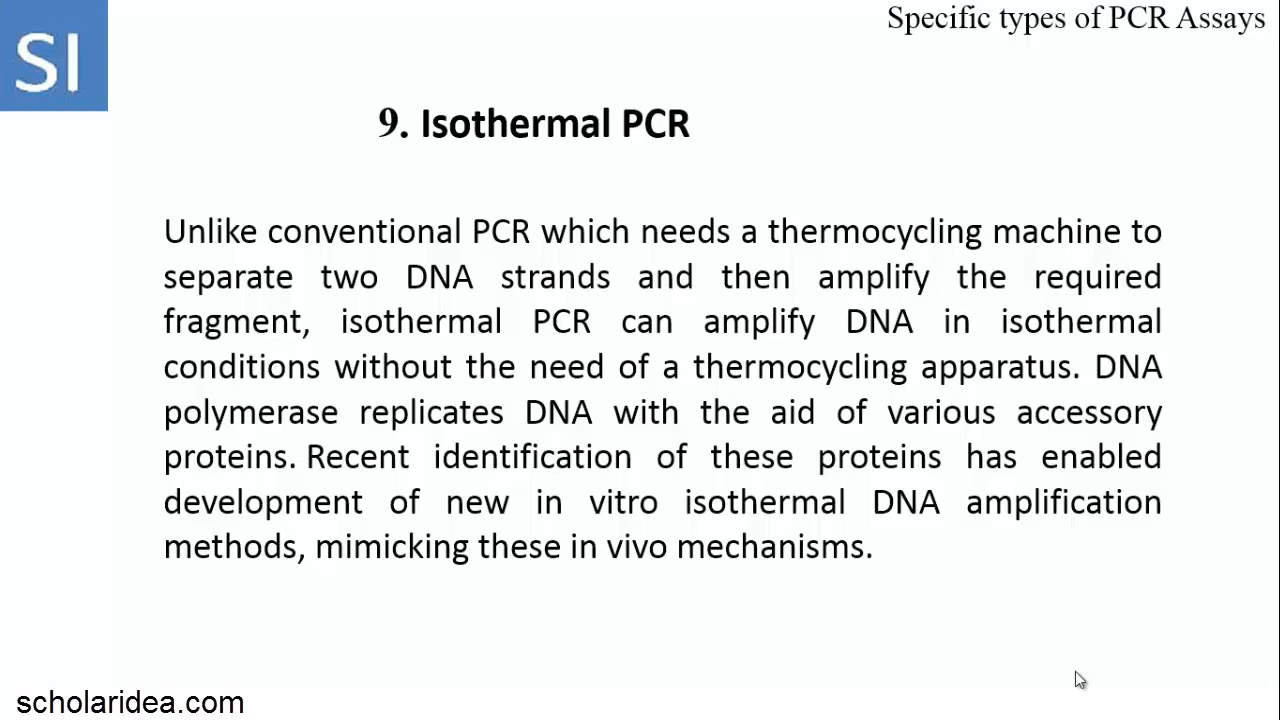 Specific types of PCR Assays
SI
9. Isothermal PCR
Unlike conventional PCR which needs a thermocycling machine to
separate two DNA strands and then amplify the required
fragment, isothermal PCR can amplify DNA in isothermal
conditions without the need of a thermocycling apparatus. DNA
polymerase replicates DNA with the aid of various accessory
proteins. Recent identification of these proteins has enabled
development of new in vitro isothermal DNA amplification
methods, mimicking these in vivo mechanisms.
scholaridea.com